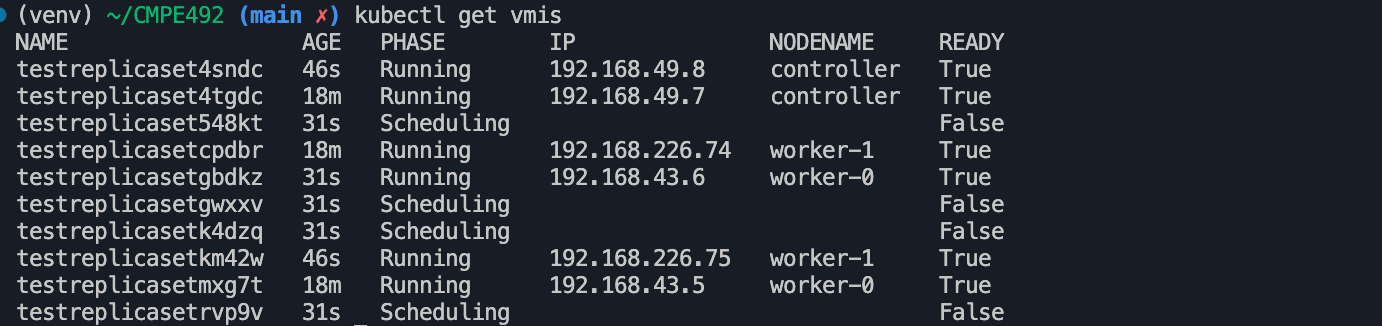 (venv) ~/CMPE492 (main ✗) kubectl get vmis
NAME AGE PHASE IP NODENAME READY
testreplicaset4sndc 46s Running 192.168.49.8 controller True
testreplicaset4tgdc 18m Running 192.168.49.7 controller True
testreplicaset548kt 31s Scheduling False
testreplicasetcpdbr 18m Running 192.168.226.74 worker-1 True
testreplicasetgbdkz 31s Running 192.168.43.6 worker-0 True
testreplicasetgwxxv 31s Scheduling False
testreplicasetk4dzq 31s Scheduling False
testreplicasetkm42w 46s Running 192.168.226.75 worker-1 True
testreplicasetmxg7t 18m Running 192.168.43.5 worker-0 True
testreplicasetrvp9v 31s Scheduling False